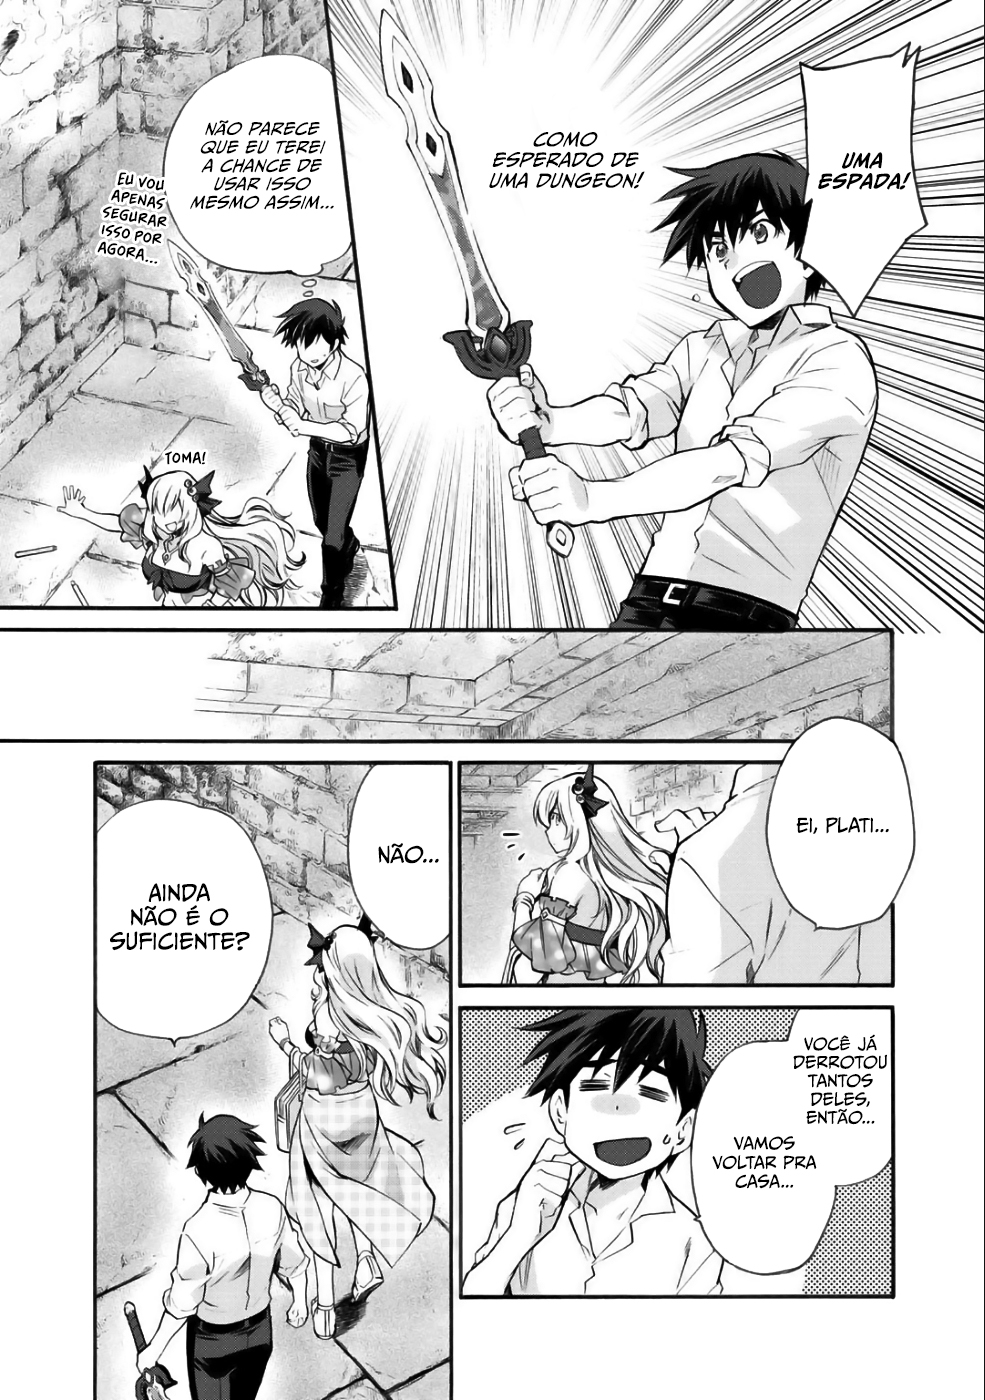 UMA
ESPADA!
COMO
ESPERADO DE
UMA DUNGEON!
NÃO PARECE
QUE EU TEREI
A CHANCE DE
USAR ISSO
MESMO ASSIM...
EU VOU
APENAS
SEGURAR
ISSO POR
AGORA...
TOMA!
EI, PLATI...
VOCÊ JÁ
DERROTOU
TANTOS
DELES,
ENTÃO...
VAMOS
VOLTAR PRA
CASA...
NÃO...
AINDA
NÃO É O
SUFICIENTE?